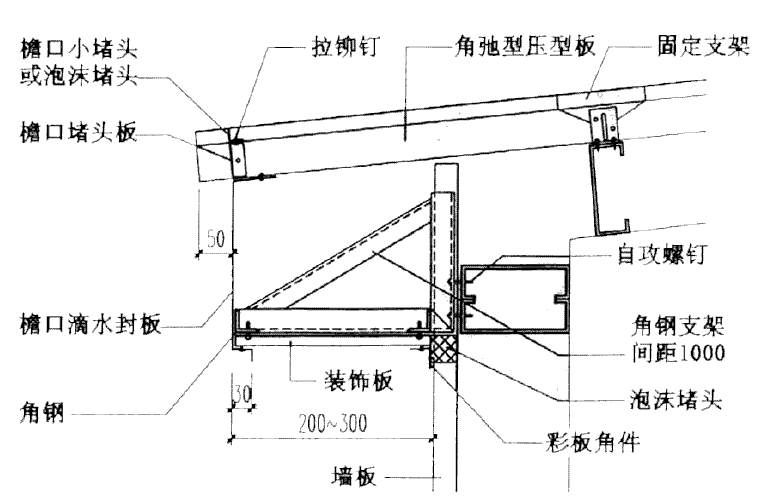 檐口小堵头
或泡沫堵头
拉铆钉
角弛型压型板
固定支架
檐口堵头板
50
自攻螺钉
檐口滴水封板
角钢支架
间距1000
装饰板
30
角钢
泡沫堵头
200~300
彩板角件
墙板